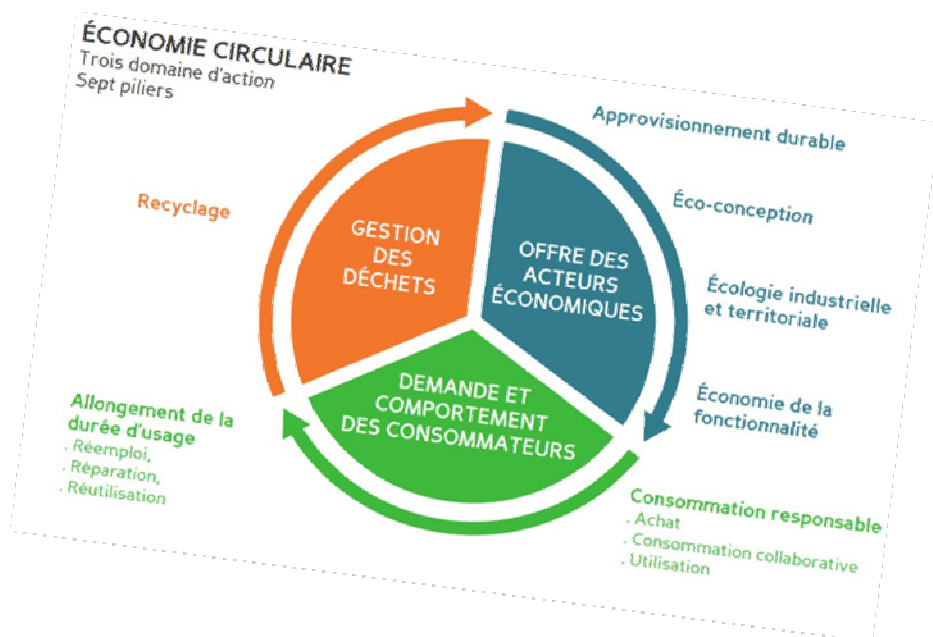 ÉCONOMIE CIRCULAIRE
Trois domaine d'action
Sept piliers
Approvisionnement durable
Éco-conception
Écologie industrielle
et territoriale
Économie de la
fonctionnalité
OFFRE DES
ACTEURS
ÉCONOMIQUES
Consommation responsable
. Achat
. Consommation collaborative
. Utilisation
DEMANDE ET
COMPORTEMENT
DES CONSOMMATEURS
Allongement de la
durée d'usage
. Réemploi,
. Réparation,
. Réutilisation
Recyclage
GESTION
DES
DÉCHETS